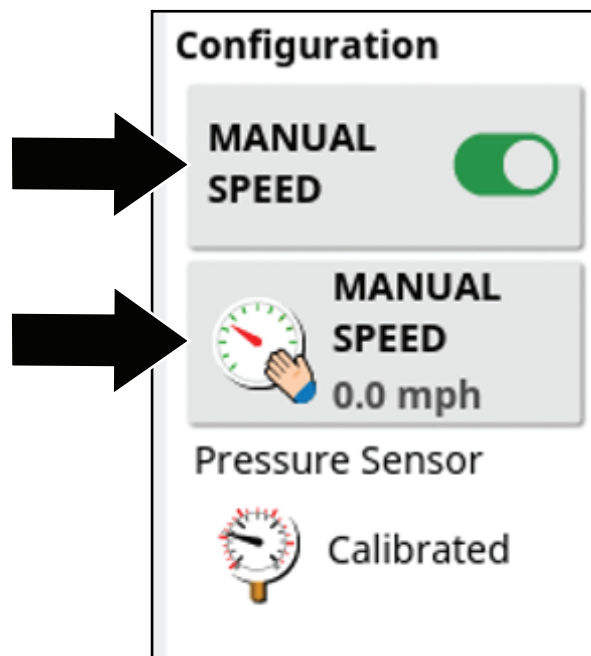 Configuration
MANUAL
SPEED
MANUAL
SPEED
0.0 mph
Pressure Sensor
Calibrated